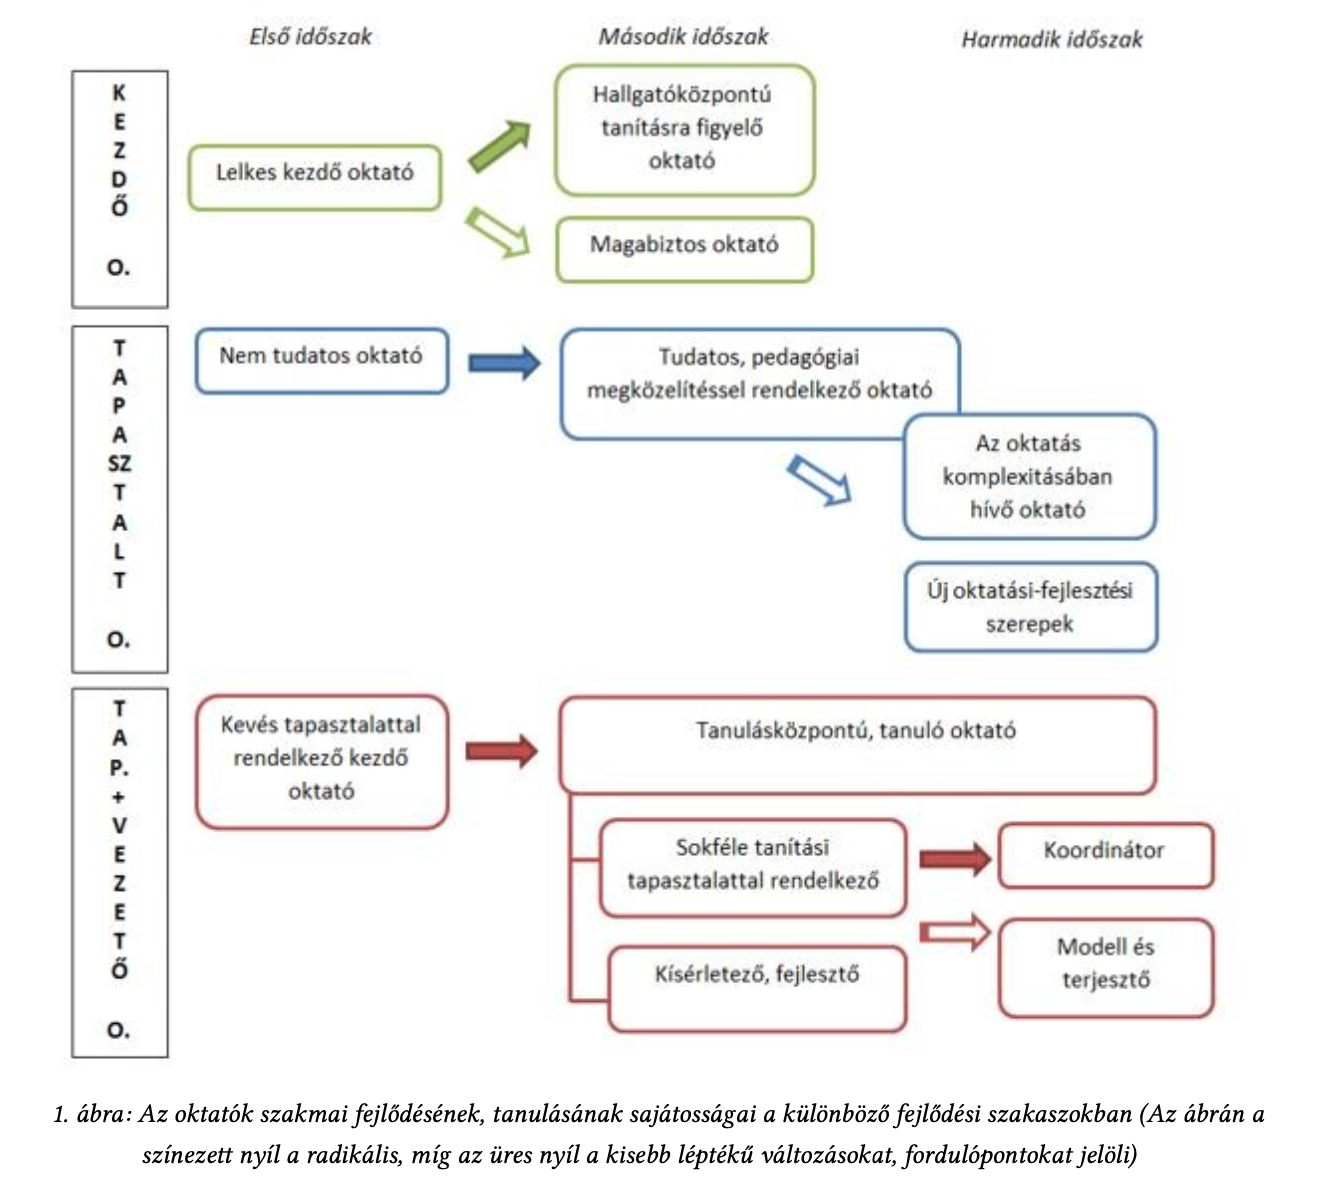 Első időszak
Második időszak
Harmadik időszak
K
E
Z
D
Ő
O.
Lelkes kezdő oktató
Hallgatóközpontú
tanításra figyelő
oktató
Magabiztos oktató
T
A
P
A
SZ
T
A
L
T
O.
Nem tudatos oktató
Tudatos, pedagógiai
megközelítéssel rendelkező oktató
Az oktatás
komplexitásában
hívő oktató
Új oktatási-fejlesztési
szerepek
T
A
P.
+
V
E
Z
E
T
Ő
O.
Kevés tapasztalattal
rendelkező kezdő
oktató
Tanulásközpontú, tanuló oktató
Sokféle tanítási
tapasztalattal rendelkező
Koordinátor
Kísérletező, fejlesztő
Modell és
terjesztő
1. ábra: Az oktatók szakmai fejlődésének, tanulásának sajátosságai a különböző fejlődési szakaszokban (Az ábrán a
színezett nyíl a radikális, míg az üres nyíl a kisebb léptékű változásokat, fordulópontokat jelöli)